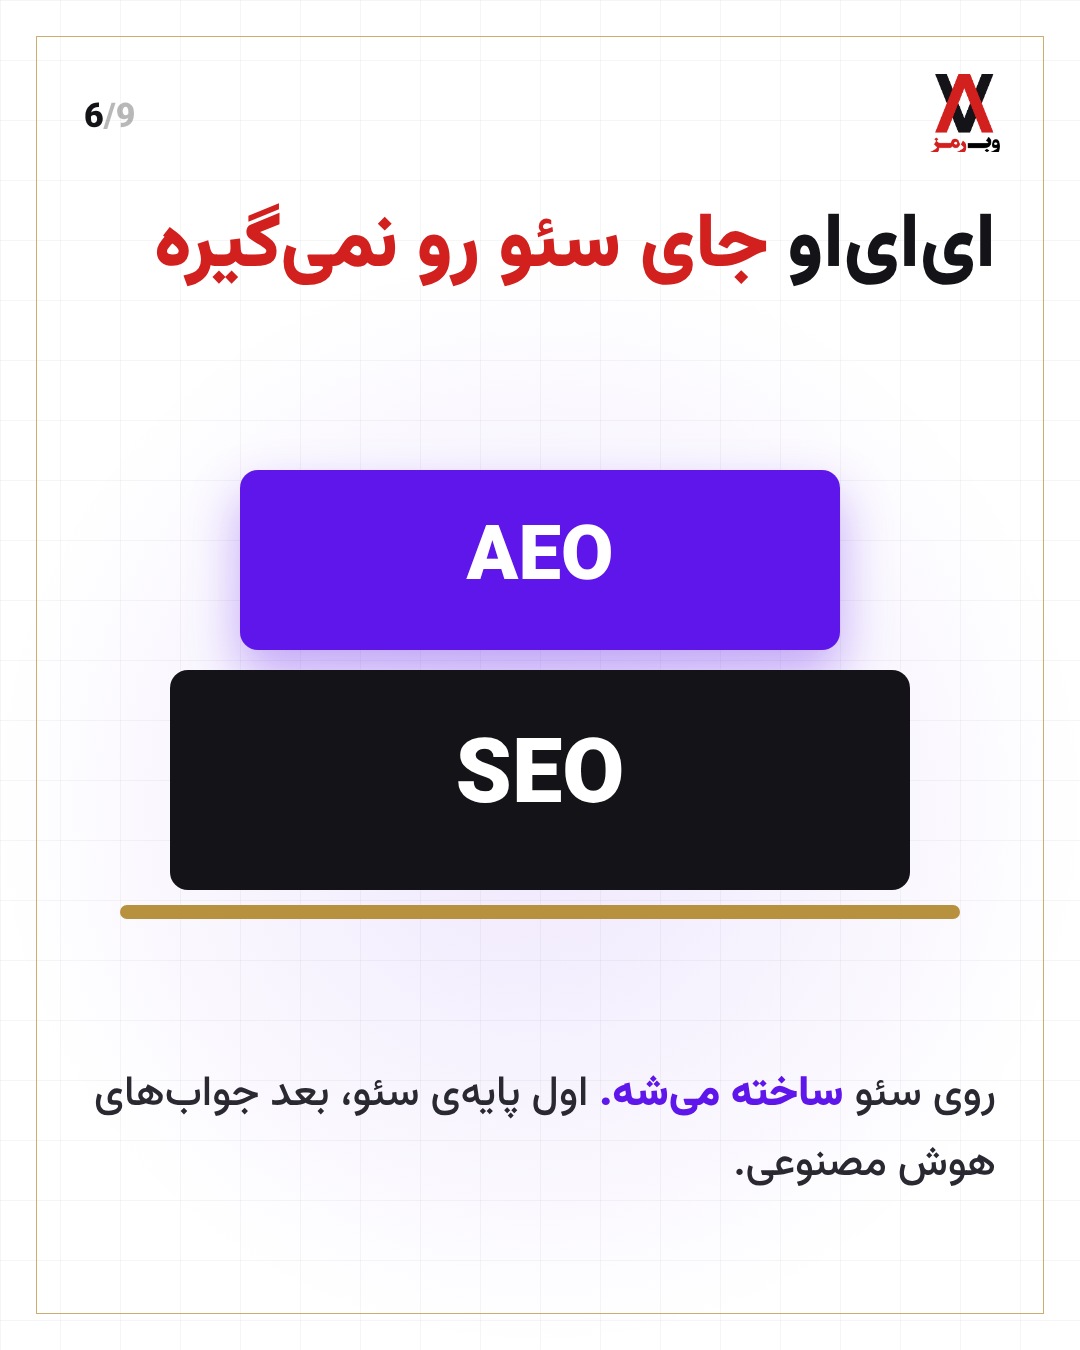 6/9
وب‌رمز
ای‌ای‌او جای سئو رو نمی‌گیره
AEO
SEO
روی سئو ساخته می‌شه. اول پایه‌ی سئو، بعد جواب‌های
هوش مصنوعی.